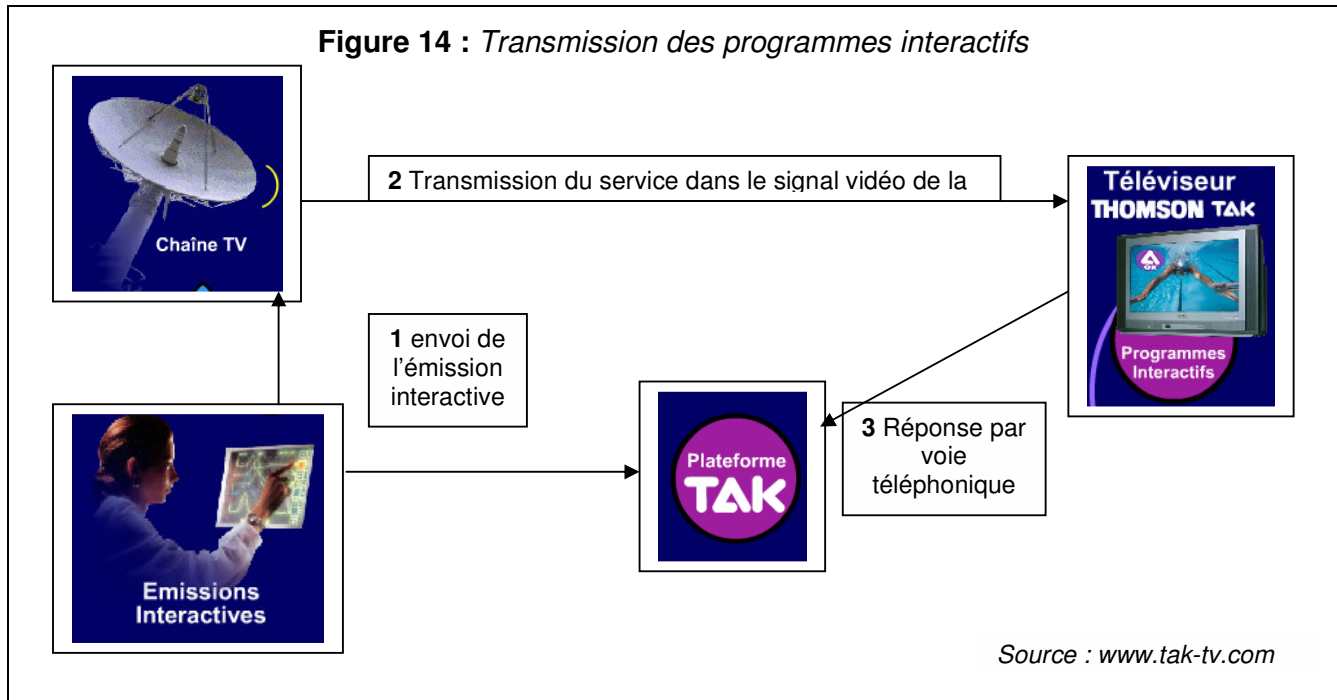 Figure 14 : Transmission des programmes interactifs
Chaîne TV
2 Transmission du service dans le signal vidéo de la
Téléviseur
THOMSON TAK
OK
Programmes
Interactifs
1 envoi de
l'émission
interactive
Emissions
Interactives
Plateforme
TAK
3 Réponse par
voie
téléphonique
Source : www.tak-tv.com